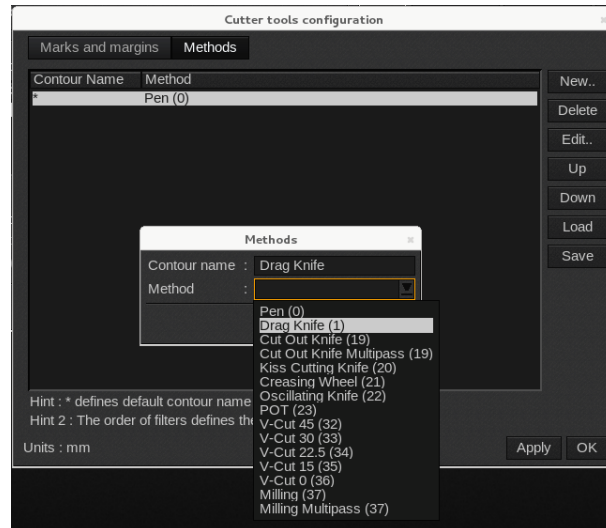 Cutter tools configuration
Marks and margins Methods
Contour Name Method
* Pen (0)
New..
Delete
Edit..
Up
Down
Load
Save
Methods
Contour name : Drag Knife
Method :
Pen (0)
Drag Knife (1)
Cut Out Knife (19)
Cut Out Knife Multipass (19)
Kiss Cutting Knife (20)
Creasing Wheel (21)
Oscillating Knife (22)
POT (23)
V-Cut 45 (32)
V-Cut 30 (33)
V-Cut 22.5 (34)
V-Cut 15 (35)
V-Cut 0 (36)
Milling (37)
Milling Multipass (37)
Hint : * defines default contour name
Hint 2 : The order of filters defines the
Units : mm
Apply OK